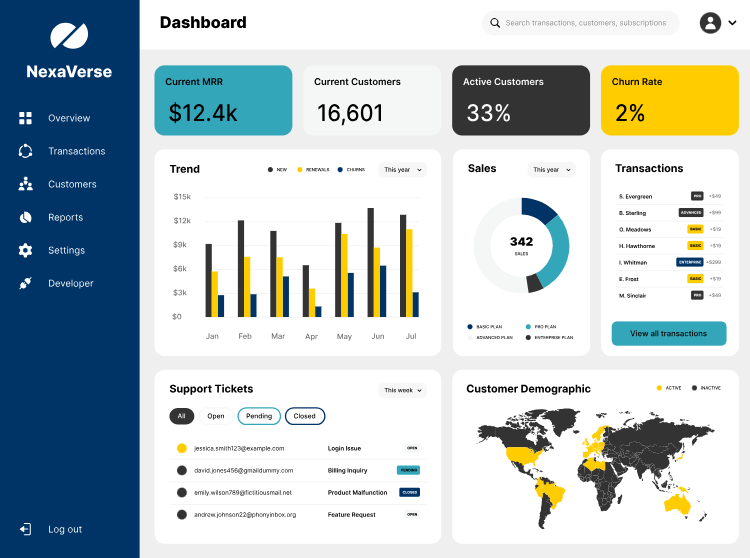 NexaVerse
Overview
Transactions
Customers
Reports
Settings
Developer
Log out
Dashboard
Search transactions, customers, subscriptions
Current MRR
$12.4k
Current Customers
16,601
Active Customers
33%
Churn Rate
2%
Trend
NEW RENEWALS CHURNS
This year
$15k
$12k
$9k
$6k
$3k
$0
Jan Feb Mar Apr May Jun Jul
Sales
This year
342
SALES
BASIC PLAN PRO PLAN
ADVANCED PLAN ENTERPRISE PLAN
Transactions
S. Evergreen PRO +$49
B. Sterling ADVANCED +$99
O. Meadows BASIC +$19
H. Hawthorne BASIC +$19
I. Whitman ENTERPRISE +$299
E. Frost BASIC +$19
M. Sinclair PRO +$49
View all transactions
Support Tickets
This week
All Open Pending Closed
jessica.smith123@example.com Login Issue OPEN
david.jones456@gmaildummy.com Billing Inquiry PENDING
emily.wilson789@fictitiousmail.net Product Malfunction CLOSED
andrew.johnson22@phonyinbox.org Feature Request OPEN
Customer Demographic
ACTIVE INACTIVE